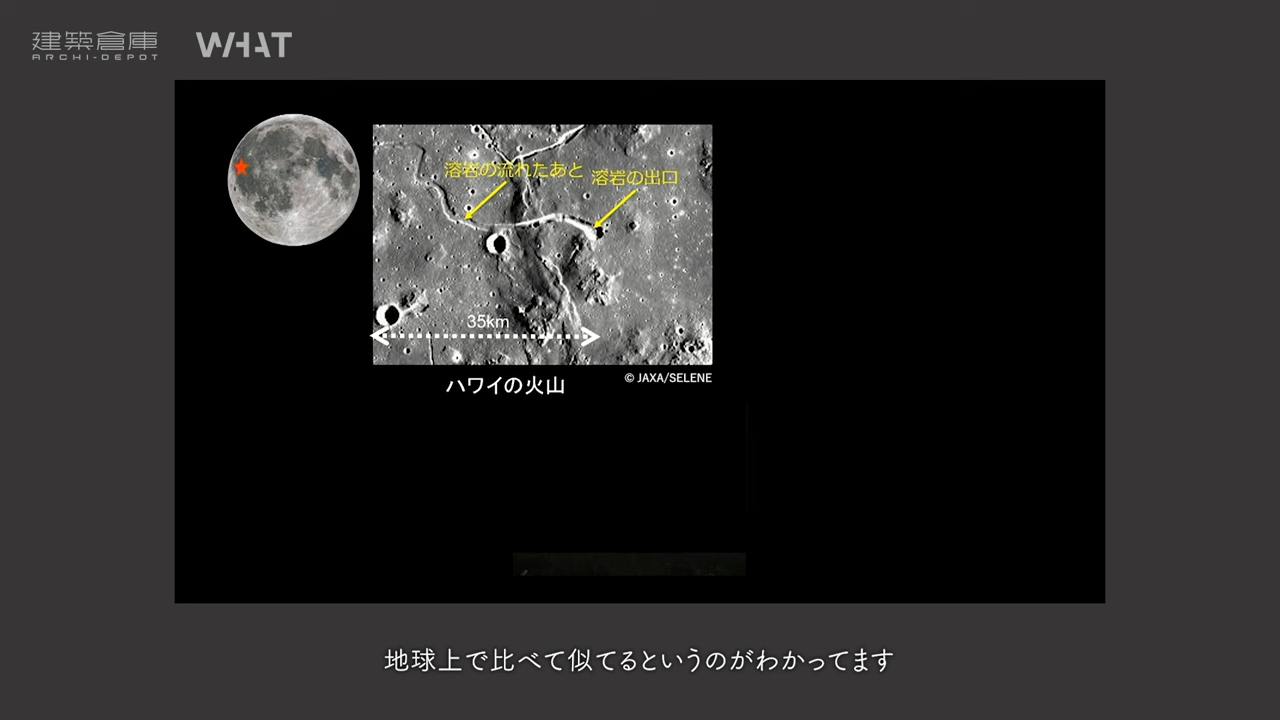 建築倉庫
ARCHI-DEPOT
WHAT
溶岩の流れたあと
溶岩の出口
35km
ハワイの火山
© JAXA/SELENE
地球上で比べて似てるというのがわかってます